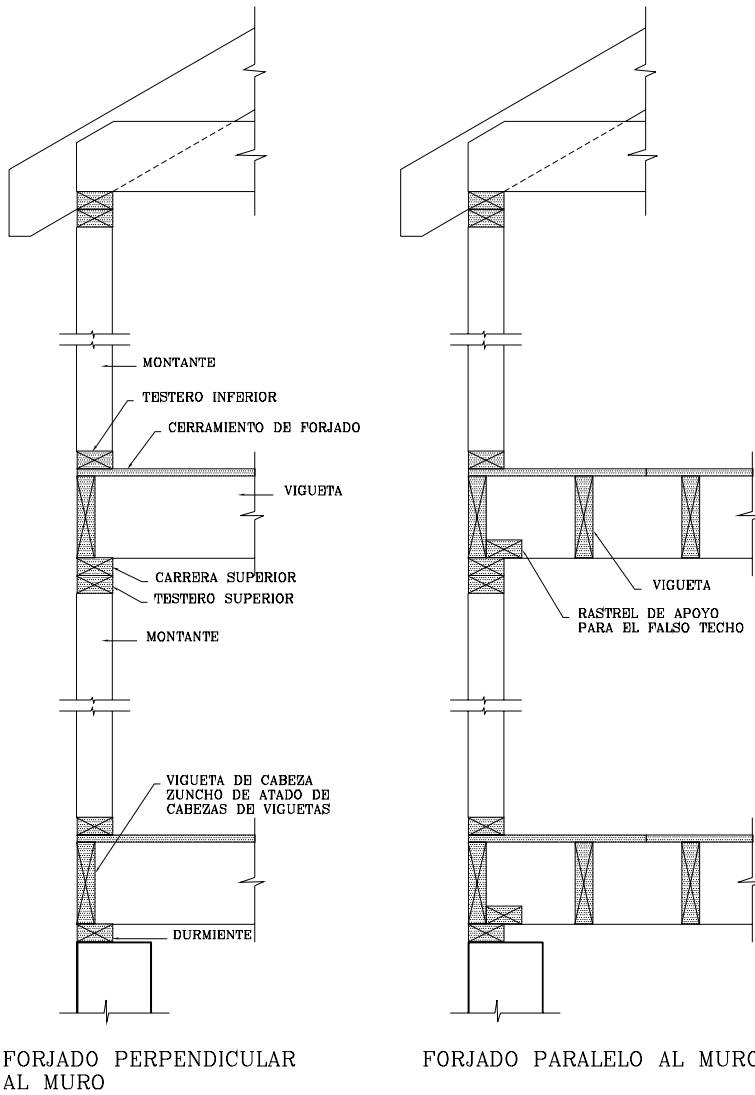 MONTANTE
TESTERO INFERIOR
CERRAMIENTO DE FORJADO
VIGUETA
CARRERA SUPERIOR
TESTERO SUPERIOR
MONTANTE
VIGUETA DE CABEZA
ZUNCHO DE ATADO DE
CABEZAS DE VIGUETAS
DURMIENTE
FORJADO PERPENDICULAR
AL MURO
VIGUETA
RASTREL DE APOYO
PARA EL FALSO TECHO
FORJADO PARALELO AL MURO